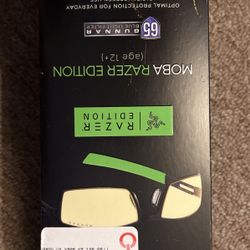 OPTIMAL PROTECTION FOR EVERYDAY
65
GUNNAR
BLUE LIGHT FILTER
MOBA RAZER EDITION
(age 12+)
RAZER
EDITION